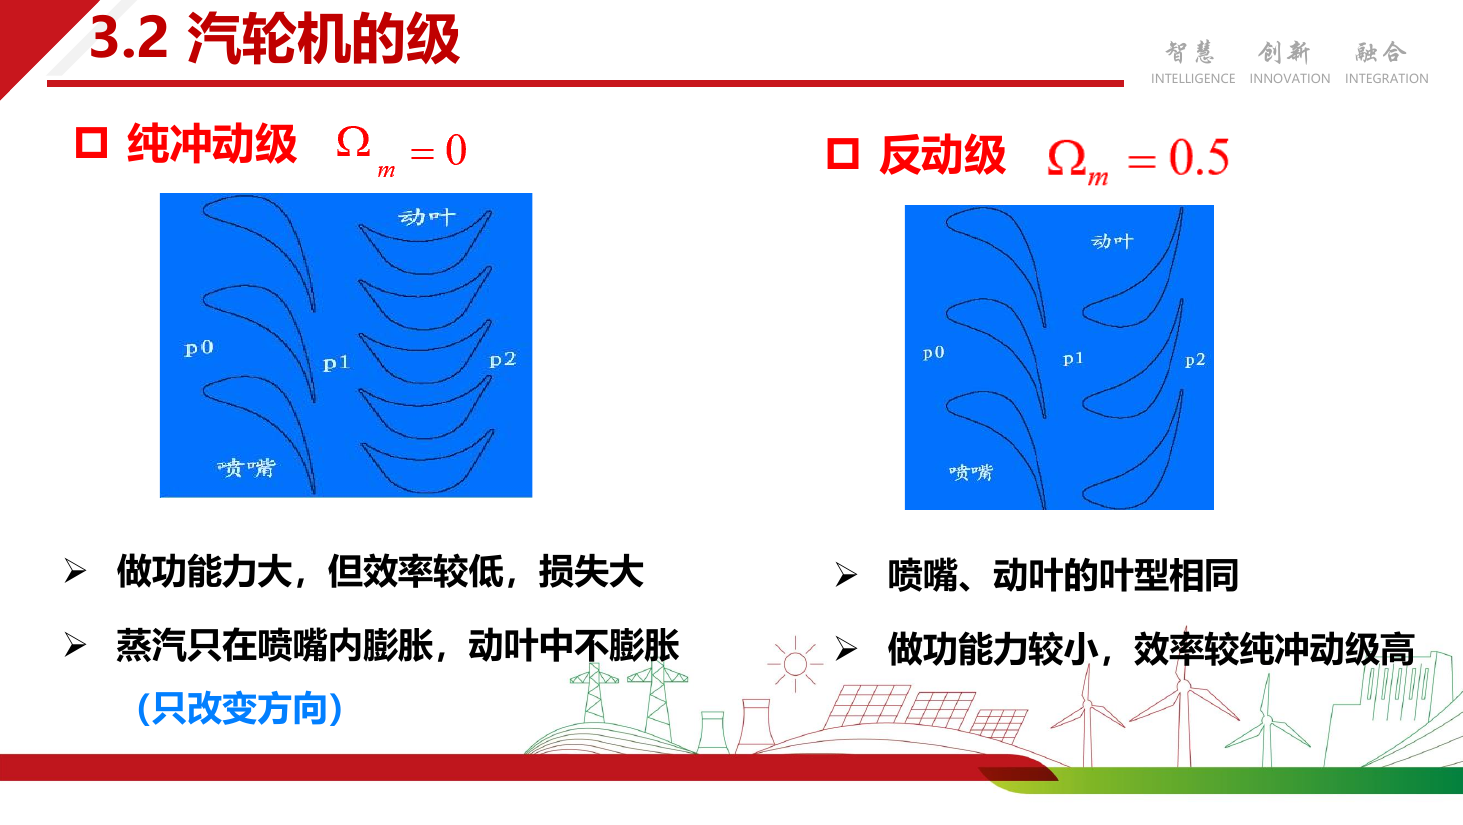 3.2 汽轮机的级
智慧 创新 融合
INTELLIGENCE INNOVATION INTEGRATION
纯冲动级 Ω m = 0
动叶
p0
p1
p2
喷嘴
做功能力大，但效率较低，损失大
蒸汽只在喷嘴内膨胀，动叶中不膨胀
（只改变方向）
反动级 Ωm = 0.5
动叶
p0
p1
p2
喷嘴
喷嘴、动叶的叶型相同
做功能力较小，效率较纯冲动级高